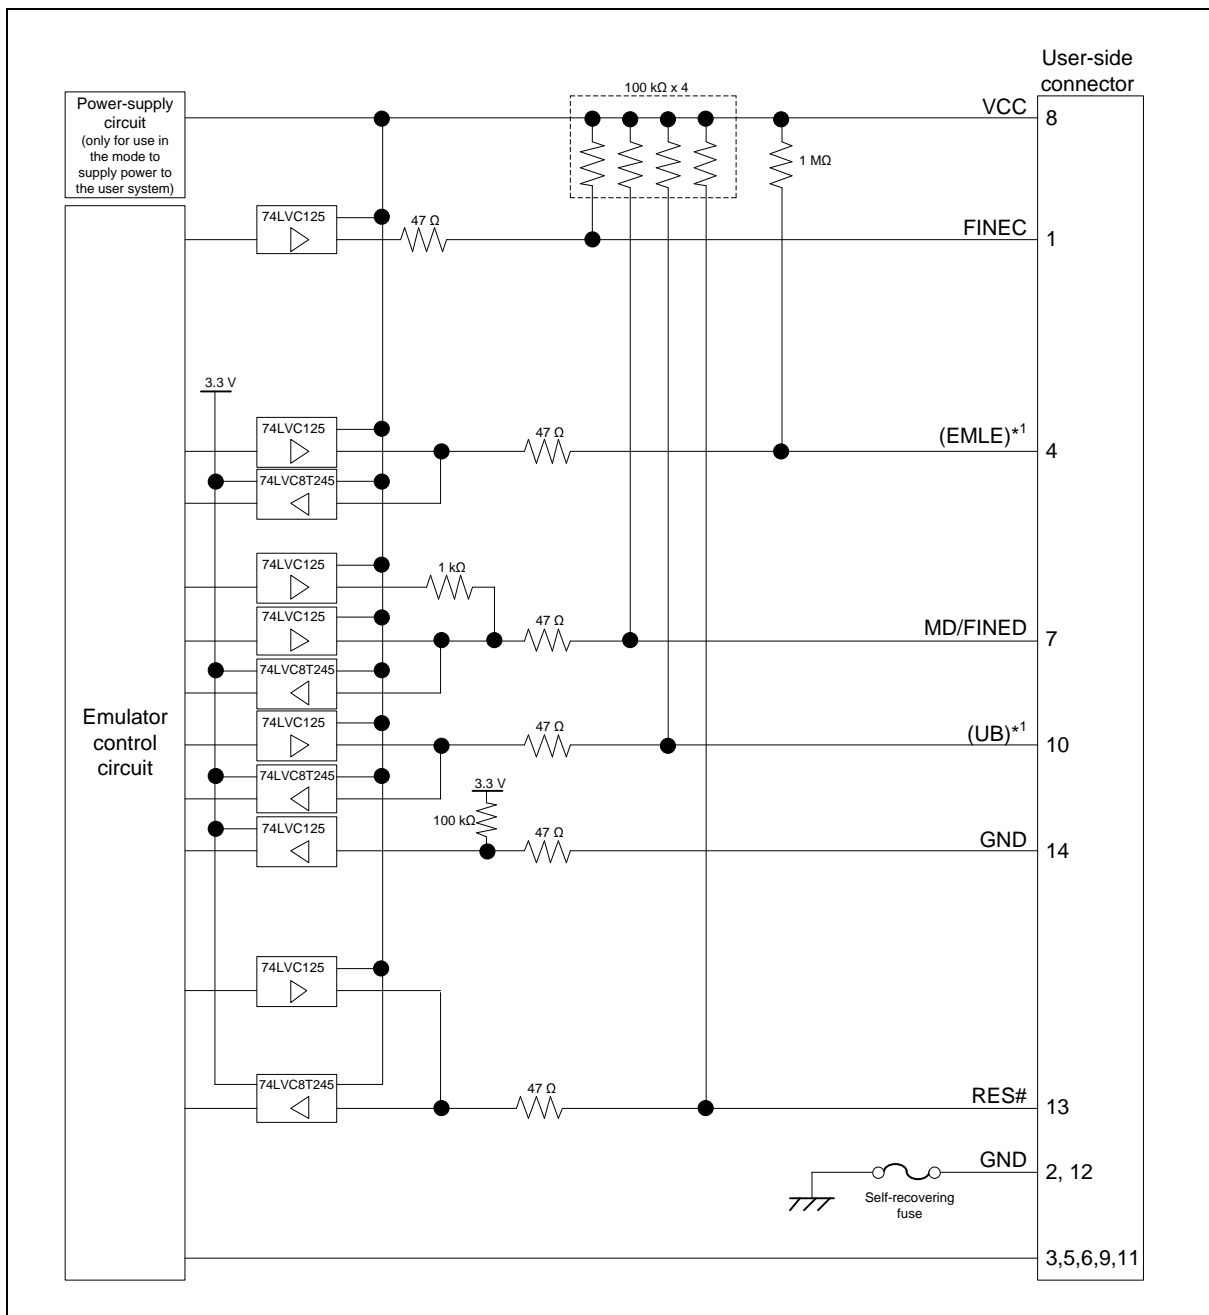 User-side
connector
Power-supply
circuit
(only for use in
the mode to
supply power to
the user system)
100 kΩ x 4
VCC
8
1 MΩ
74LVC125
47 Ω
FINEC
1
3.3 V
74LVC125
47 Ω
(EMLE)*1
4
74LVC8T245
74LVC125
1 kΩ
74LVC125
47 Ω
MD/FINED
7
74LVC8T245
Emulator
control
circuit
74LVC125
47 Ω
(UB)*1
10
74LVC8T245
3.3 V
100 kΩ
74LVC125
47 Ω
GND
14
74LVC125
74LVC8T245
47 Ω
RES#
13
GND
2, 12
Self-recovering
fuse
3,5,6,9,11